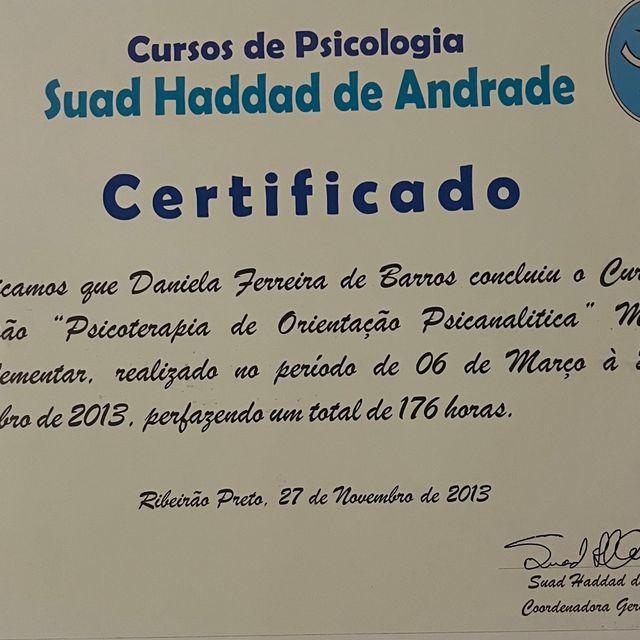 Cursos de Psicologia
Suad Haddad de Andrade
Certificado
icamos que Daniela Ferreira de Barros concluiu o Cur
ão "Psicoterapia de Orientação Psicanalitica" M
lementar, realizado no período de 06 de Março à
bro de 2013, perfazendo um total de 176 horas.
Ribeirão Preto, 27 de Novembro de 2013
Suad Haddad d
Coordenadora Ger